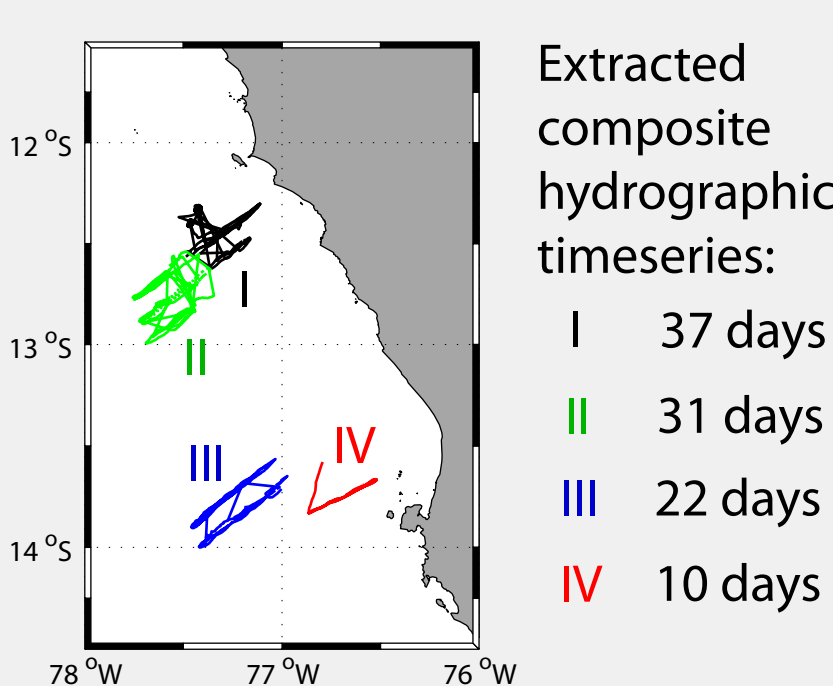 12 °S
13 °S
14 °S
78 °W
77 °W
76 °W
I
II
III
IV
Extracted
composite
hydrographic
timeseries:
I 37 days
II 31 days
III 22 days
IV 10 days